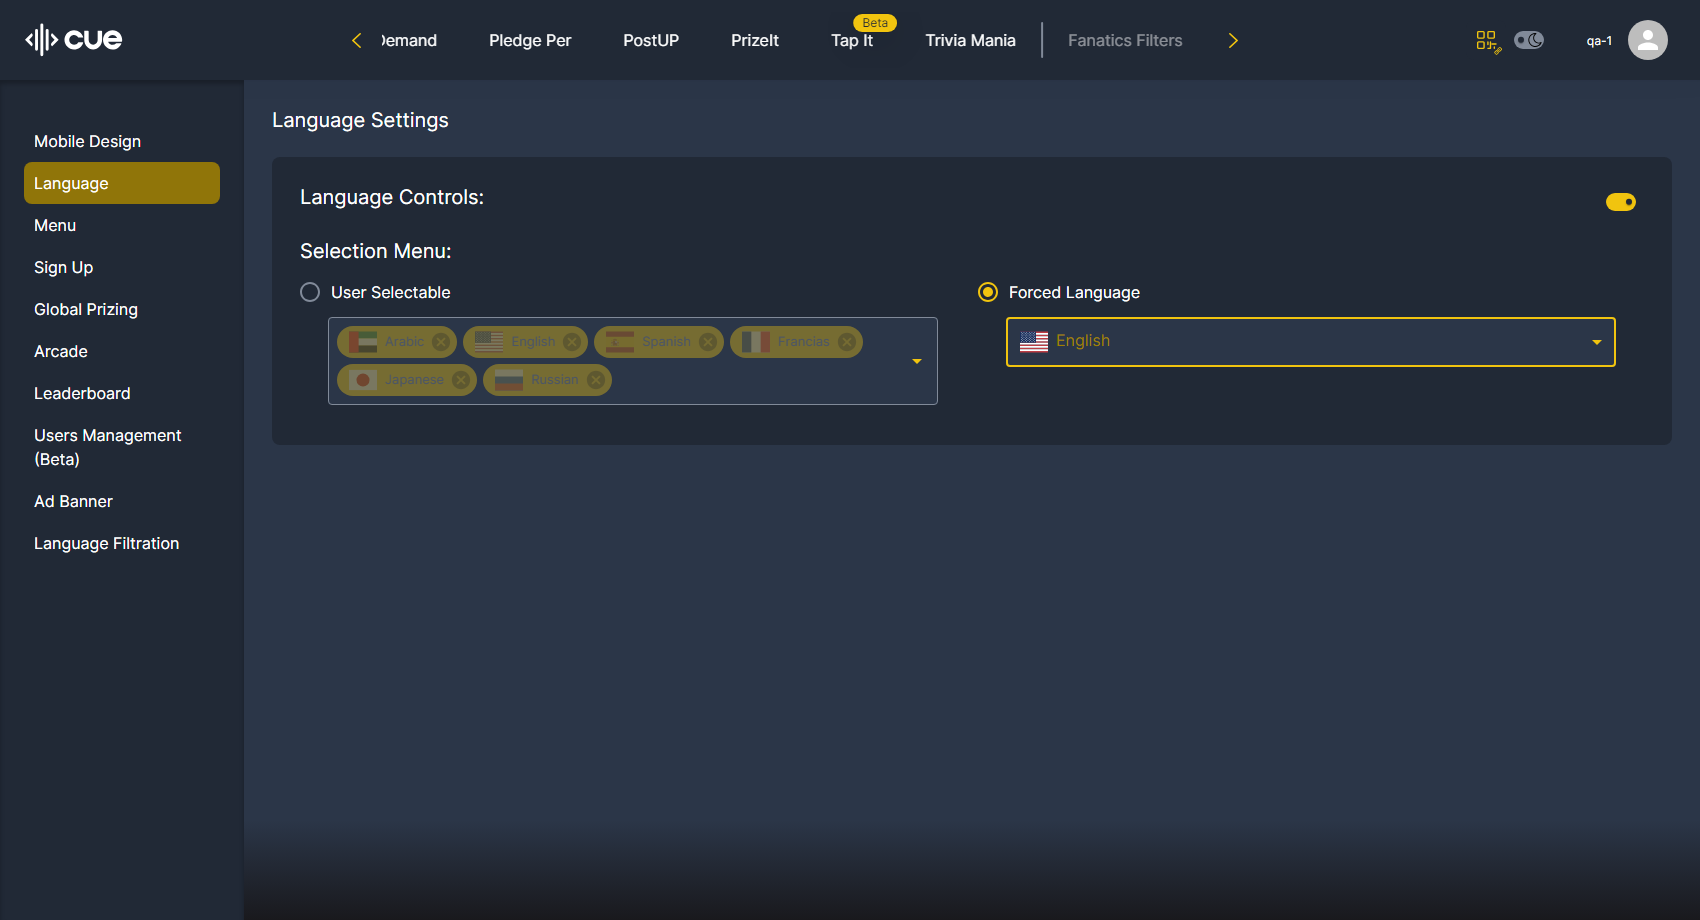 cue
Demand
Pledge Per
PostUP
PrizeIt
Beta
Tap It
Trivia Mania
Fanatics Filters
qa-1
Mobile Design
Language
Menu
Sign Up
Global Prizing
Arcade
Leaderboard
Users Management
(Beta)
Ad Banner
Language Filtration
Language Settings
Language Controls:
Selection Menu:
User Selectable
Arabic English Spanish Francias
Japanese Russian
Forced Language
English